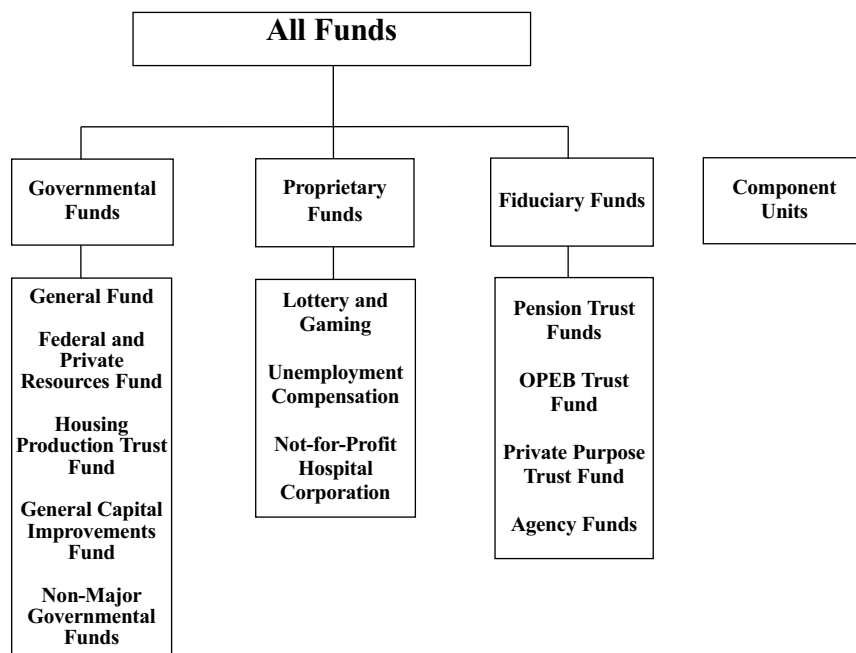 All Funds
Governmental
Funds
Proprietary
Funds
Fiduciary Funds
Component
Units
General Fund
Federal and
Private
Resources Fund
Housing
Production Trust
Fund
General Capital
Improvements
Fund
Non-Major
Governmental
Funds
Lottery and
Gaming
Unemployment
Compensation
Not-for-Profit
Hospital
Corporation
Pension Trust
Funds
OPEB Trust
Fund
Private Purpose
Trust Fund
Agency Funds